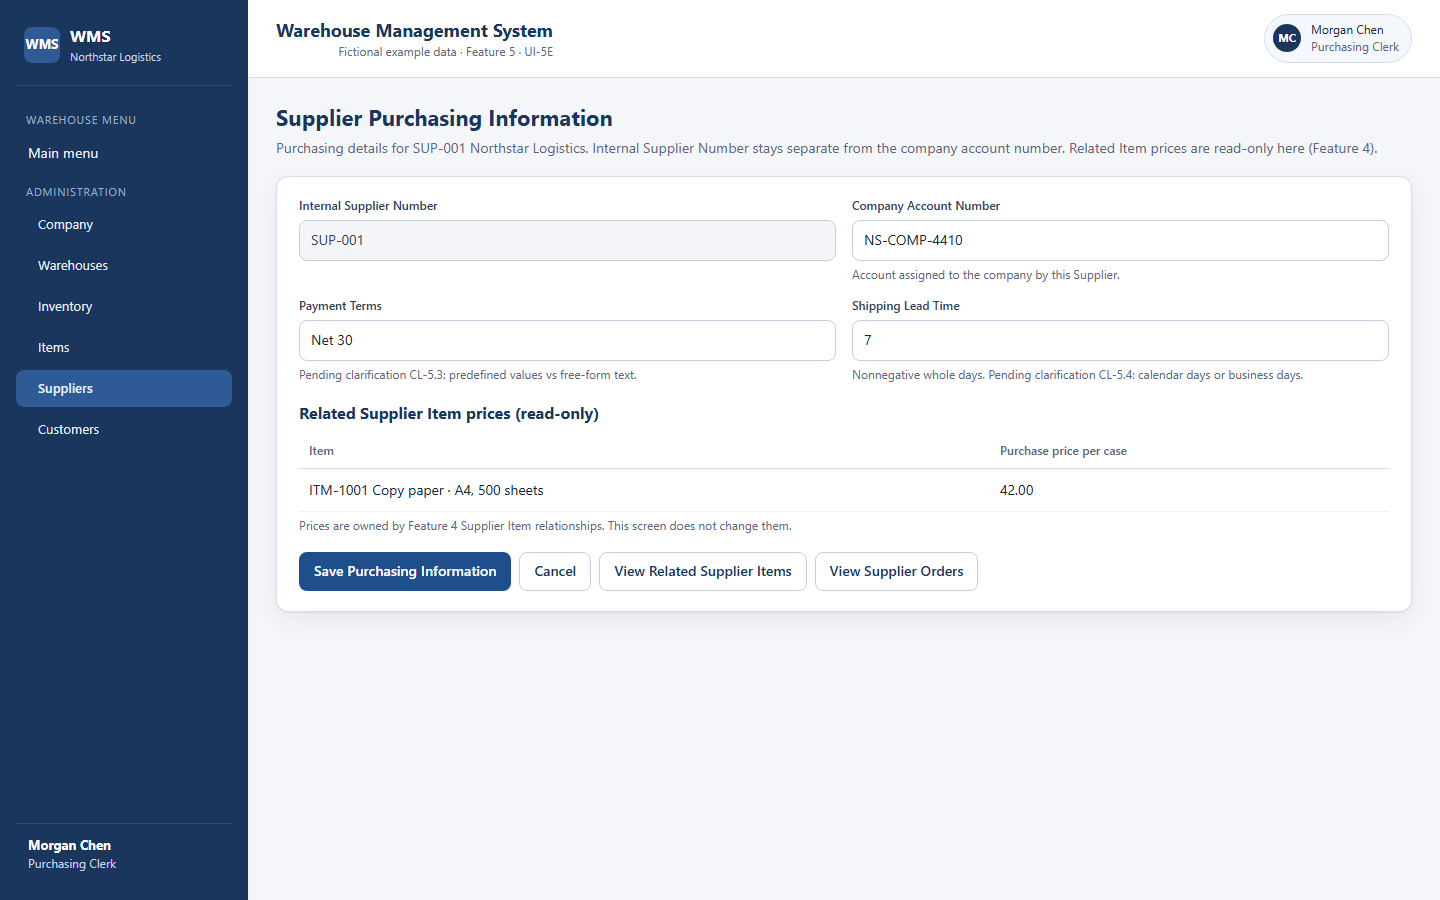 WMS
WMS
Northstar Logistics
WAREHOUSE MENU
Main menu
ADMINISTRATION
Company
Warehouses
Inventory
Items
Suppliers
Customers
Morgan Chen
Purchasing Clerk
Warehouse Management System
Fictional example data · Feature 5 · UI-5E
MC
Morgan Chen
Purchasing Clerk
Supplier Purchasing Information
Purchasing details for SUP-001 Northstar Logistics. Internal Supplier Number stays separate from the company account number. Related Item prices are read-only here (Feature 4).
Internal Supplier Number
SUP-001
Company Account Number
NS-COMP-4410
Account assigned to the company by this Supplier.
Payment Terms
Net 30
Pending clarification CL-5.3: predefined values vs free-form text.
Shipping Lead Time
7
Nonnegative whole days. Pending clarification CL-5.4: calendar days or business days.
Related Supplier Item prices (read-only)
Item Purchase price per case
ITM-1001 Copy paper · A4, 500 sheets 42.00
Prices are owned by Feature 4 Supplier Item relationships. This screen does not change them.
Save Purchasing Information Cancel View Related Supplier Items View Supplier Orders